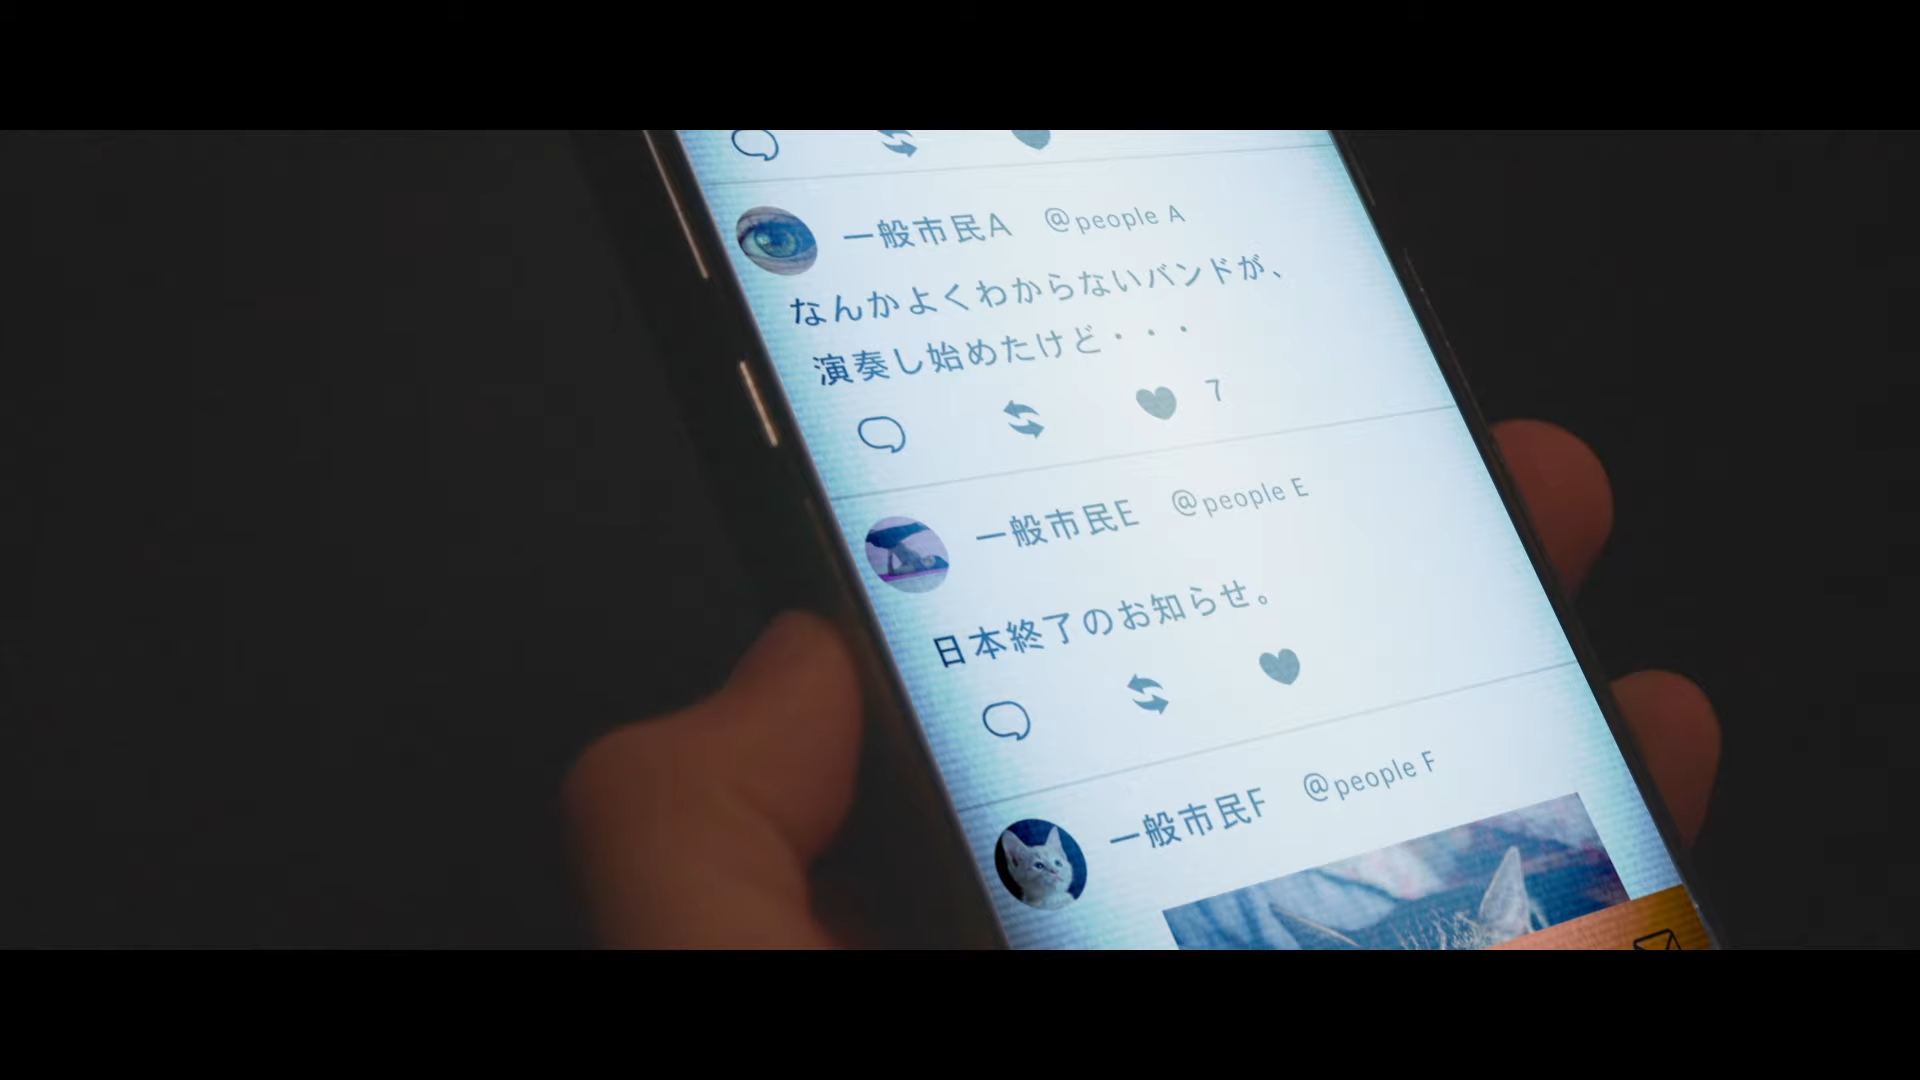 一般市民A @people A
なんかよくわからないバンドが、
演奏し始めたけど・・・
7
一般市民E @people E
日本終了のお知らせ。
一般市民F @people F